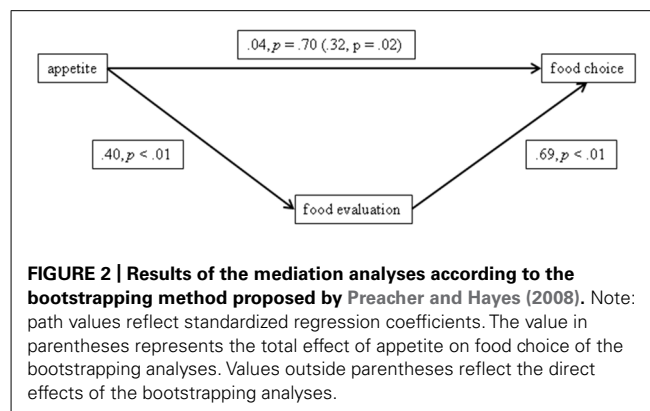 .04, p = .70 (.32, p = .02)
appetite
food choice
.40, p < .01
.69, p < .01
food evaluation
FIGURE 2 | Results of the mediation analyses according to the
bootstrapping method proposed by Preacher and Hayes (2008). Note:
path values reflect standardized regression coefficients. The value in
parentheses represents the total effect of appetite on food choice of the
bootstrapping analyses. Values outside parentheses reflect the direct
effects of the bootstrapping analyses.